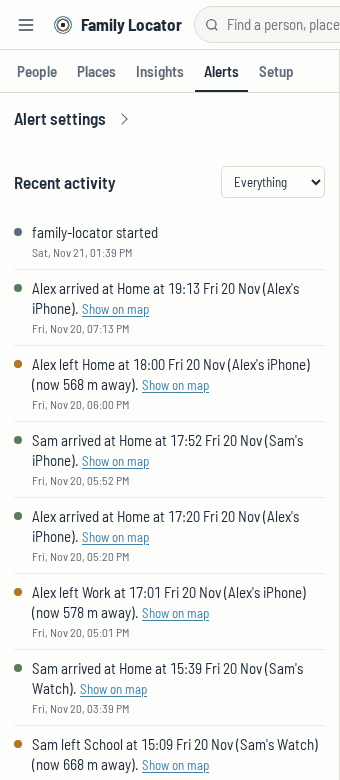 Family Locator
Find a person, place
People Places Insights Alerts Setup
Alert settings
Recent activity
Everything
family-locator started
Sat, Nov 21, 01:39 PM
Alex arrived at Home at 19:13 Fri 20 Nov (Alex's
iPhone). Show on map
Fri, Nov 20, 07:13 PM
Alex left Home at 18:00 Fri 20 Nov (Alex's iPhone)
(now 568 m away). Show on map
Fri, Nov 20, 06:00 PM
Sam arrived at Home at 17:52 Fri 20 Nov (Sam's
iPhone). Show on map
Fri, Nov 20, 05:52 PM
Alex arrived at Home at 17:20 Fri 20 Nov (Alex's
iPhone). Show on map
Fri, Nov 20, 05:20 PM
Alex left Work at 17:01 Fri 20 Nov (Alex's iPhone)
(now 578 m away). Show on map
Fri, Nov 20, 05:01 PM
Sam arrived at Home at 15:39 Fri 20 Nov (Sam's
Watch). Show on map
Fri, Nov 20, 03:39 PM
Sam left School at 15:09 Fri 20 Nov (Sam's Watch)
(now 668 m away). Show on map